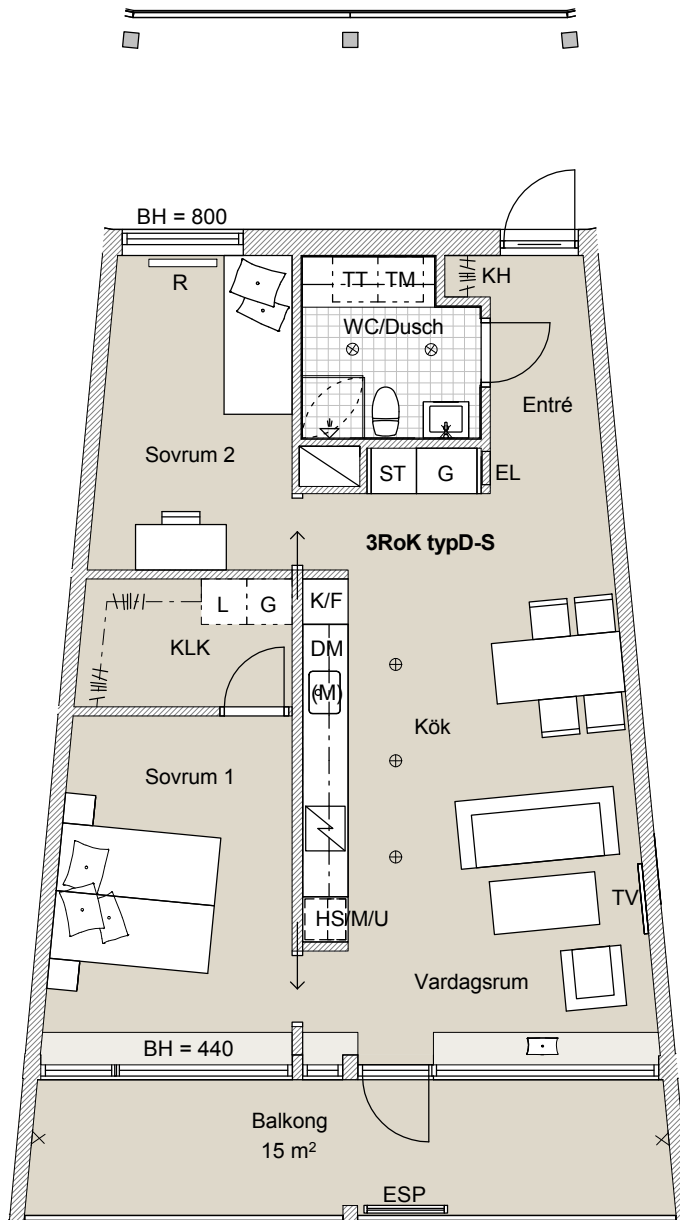 BH = 800
R
TT TM
KH
WC/Dusch
Entré
Sovrum 2
ST G
EL
3RoK typD-S
L G
K/F
KLK
DM
(M)
Kök
Sovrum 1
HS/M/U
TV
Vardagsrum
BH = 440
Balkong
15 m²
ESP